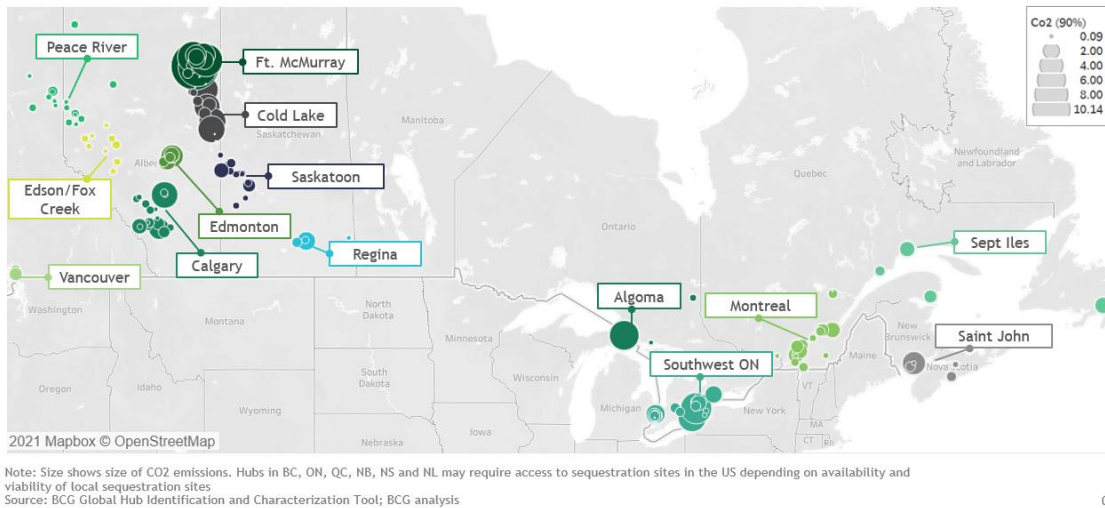 Co2 (90%)
0.09
2.00
4.00
6.00
8.00
10.14
Peace River
Ft. McMurray
Cold Lake
Manitoba
Saskatchewan
Newfoundland
and Labrador
Quebec
Alber
Saskatoon
Edson/Fox
Creek
Edmonton
Ontario
Regina
Sept Iles
Calgary
Vancouver
Washington
Montana
North
Dakota
Minnesota
Algoma
Montreal
New
Brunswick
Saint John
Maine
Nova Scotia
Southwest ON
Oregon
Idaho
South
Dakota
Wisconsin
Michigan
VT
New York
Wyoming
Iowa
MA
CT
RI
Nebraska
2021 Mapbox © OpenStreetMap
Note: Size shows size of CO2 emissions. Hubs in BC, ON, QC, NB, NS and NL may require access to sequestration sites in the US depending on availability and
viability of local sequestration sites
Source: BCG Global Hub Identification and Characterization Tool; BCG analysis